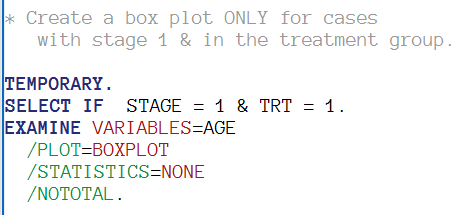 * Create a box plot ONLY for cases
with stage 1 & in the treatment group.
TEMPORARY.
SELECT IF  STAGE = 1 & TRT = 1.
EXAMINE VARIABLES=AGE
/PLOT=BOXPLOT
/STATISTICS=NONE
/NOTOTAL.